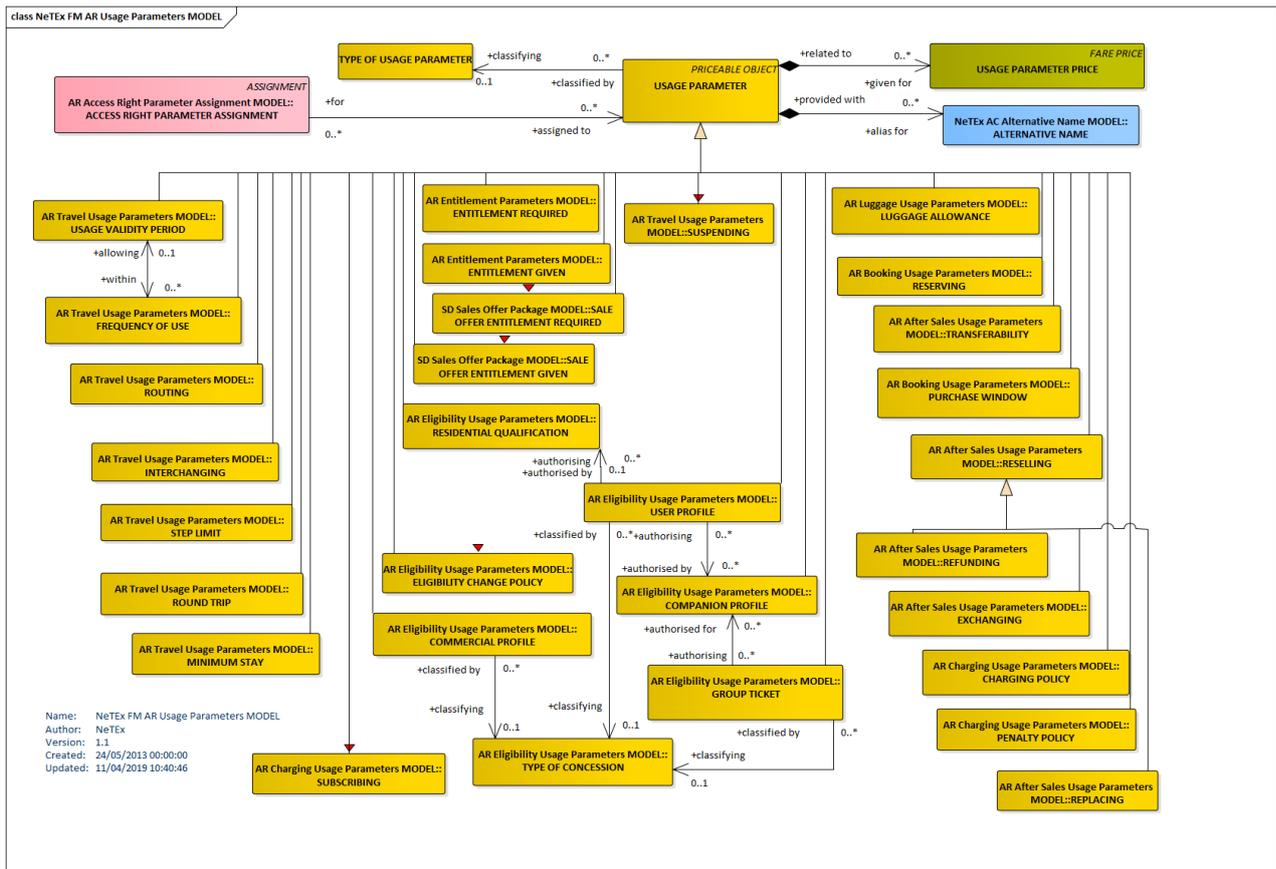 class NeTEx FM AR Usage Parameters MODEL
TYPE OF USAGE PARAMETER
+classifying
0..*
0..1
+classified by
PRICEABLE OBJECT
USAGE PARAMETER
+related to
0..*
+given for
FARE PRICE
USAGE PARAMETER PRICE
ASSIGNMENT
AR Access Right Parameter Assignment MODEL::
ACCESS RIGHT PARAMETER ASSIGNMENT
+for
0..*
0..*
+assigned to
+provided with
0..*
+alias for
NeTEx AC Alternative Name MODEL::
ALTERNATIVE NAME
AR Travel Usage Parameters MODEL::
USAGE VALIDITY PERIOD
+allowing
0..1
+within
0..*
AR Travel Usage Parameters MODEL::
FREQUENCY OF USE
AR Travel Usage Parameters MODEL::
ROUTING
AR Travel Usage Parameters MODEL::
INTERCHANGING
AR Travel Usage Parameters MODEL::
STEP LIMIT
AR Travel Usage Parameters MODEL::
ROUND TRIP
AR Travel Usage Parameters MODEL::
MINIMUM STAY
AR Entitlement Parameters MODEL::
ENTITLEMENT REQUIRED
AR Entitlement Parameters MODEL::
ENTITLEMENT GIVEN
SD Sales Offer Package MODEL::SALE
OFFER ENTITLEMENT REQUIRED
SD Sales Offer Package MODEL::SALE
OFFER ENTITLEMENT GIVEN
AR Eligibility Usage Parameters MODEL::
RESIDENTIAL QUALIFICATION
+authorising
0..*
+authorised by
0..1
AR Eligibility Usage Parameters MODEL::
USER PROFILE
+classified by
0..*
+authorising
0..*
+authorised by
0..*
AR Eligibility Usage Parameters MODEL::
ELIGIBILITY CHANGE POLICY
AR Eligibility Usage Parameters MODEL::
COMPANION PROFILE
AR Eligibility Usage Parameters MODEL::
COMMERCIAL PROFILE
+authorised for
0..*
+authorising
0..*
+classified by
0..*
AR Eligibility Usage Parameters MODEL::
GROUP TICKET
+classifying
0..1
+classifying
0..1
+classified by
0..*
+classifying
0..1
AR Eligibility Usage Parameters MODEL::
TYPE OF CONCESSION
AR Travel Usage Parameters
MODEL::SUSPENDING
AR Luggage Usage Parameters MODEL::
LUGGAGE ALLOWANCE
AR Booking Usage Parameters MODEL::
RESERVING
AR After Sales Usage Parameters
MODEL::TRANSFERABILITY
AR Booking Usage Parameters MODEL::
PURCHASE WINDOW
AR After Sales Usage Parameters
MODEL::RESELLING
AR After Sales Usage Parameters
MODEL::REFUNDING
AR After Sales Usage Parameters MODEL::
EXCHANGING
AR Charging Usage Parameters MODEL::
CHARGING POLICY
AR Charging Usage Parameters MODEL::
PENALTY POLICY
AR After Sales Usage Parameters
MODEL::REPLACING
AR Charging Usage Parameters MODEL::
SUBSCRIBING
Name: NeTEx FM AR Usage Parameters MODEL
Author: NeTEx
Version: 1.1
Created: 24/05/2013 00:00:00
Updated: 11/04/2019 10:40:46